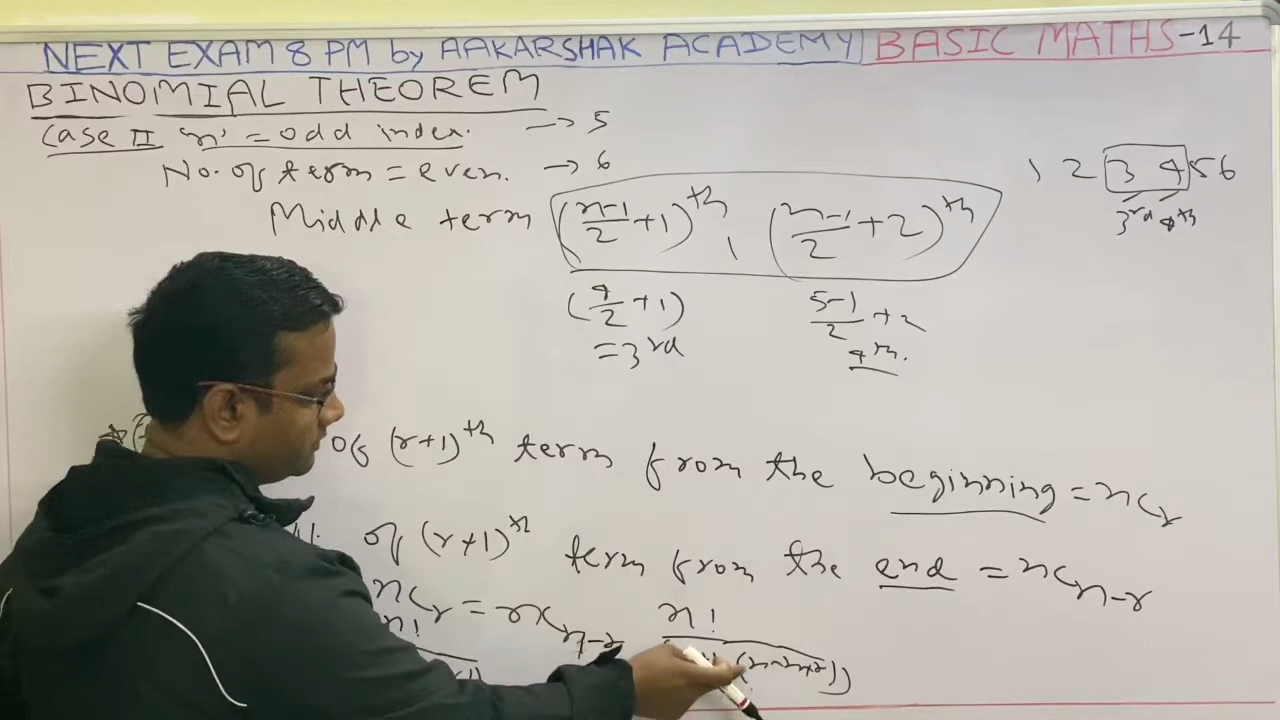 NEXT EXAM 8 PM by AAKARSHAK ACADEMY BASIC MATHS-14
BINOMIAL THEOREM
Case II 'n' = odd index. → 5
No. of term = even. → 6
1 2 3 4 5 6
3rd 4th
Middle term (n-1/2 + 1)th, (n-1/2 + 2)th
(4/2 + 1) 5-1/2 + 2
= 3rd 4th.
of (r+1)th term from the beginning = nCr
of (r+1)th term from the end = nCn-r
nCr = nCn-r n!
n!